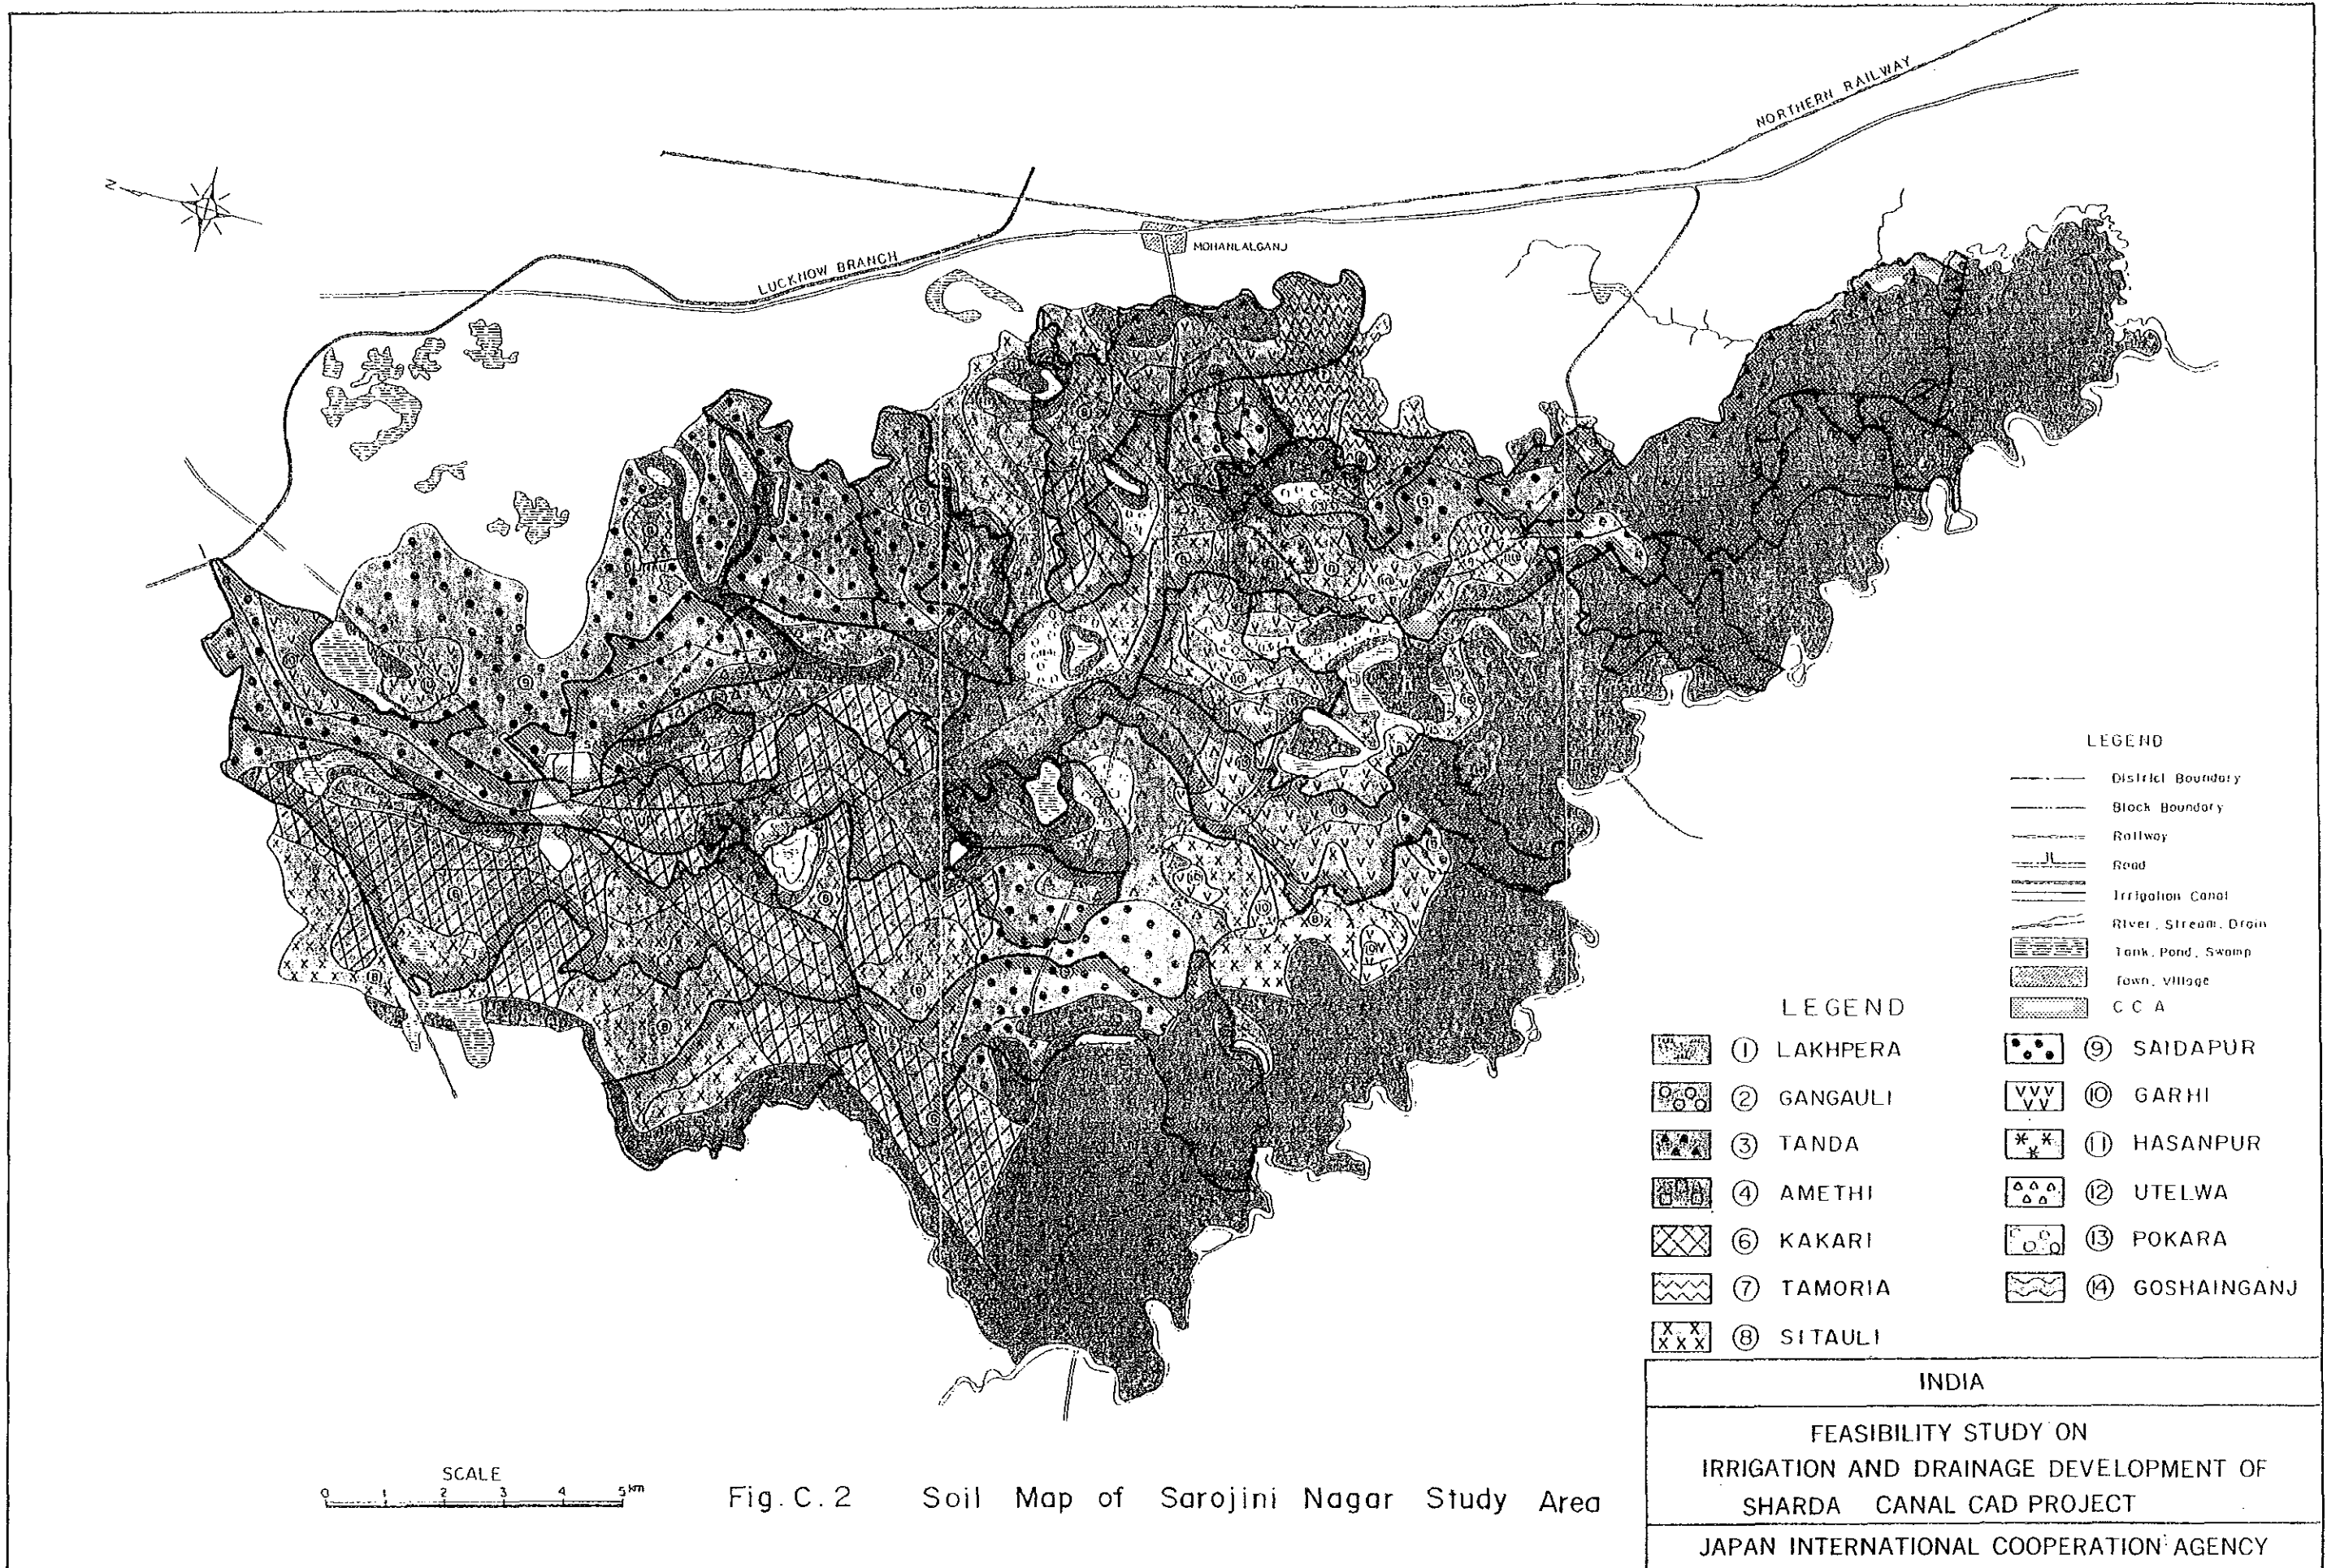 N
NORTHERN RAILWAY
LUCKNOW BRANCH
MOHANLALGANJ
LEGEND
District Boundary
Block Boundary
Railway
Road
Irrigation Canal
River, Stream, Drain
Tank, Pond, Swamp
Town, Village
C C A
LEGEND
① LAKHPERA
② GANGAULI
③ TANDA
④ AMETHI
⑥ KAKARI
⑦ TAMORIA
⑧ SITAULI
⑨ SAIDAPUR
⑩ GARHI
⑪ HASANPUR
⑫ UTELWA
⑬ POKARA
⑭ GOSHAINGANJ
SCALE
0 1 2 3 4 5 km
Fig. C. 2 Soil Map of Sarojini Nagar Study Area
INDIA
FEASIBILITY STUDY ON
IRRIGATION AND DRAINAGE DEVELOPMENT OF
SHARDA CANAL CAD PROJECT
JAPAN INTERNATIONAL COOPERATION AGENCY